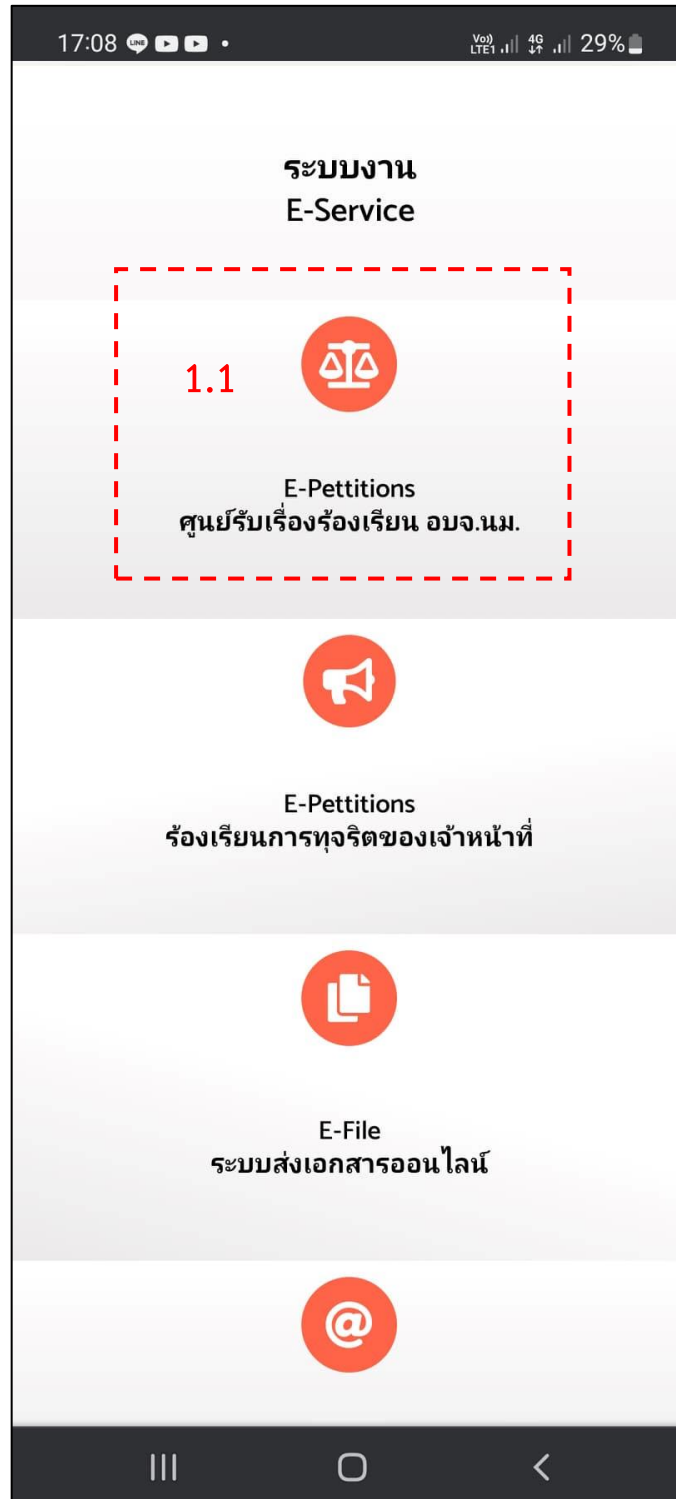 17:08 LINE Vo)) LTE1 4G 29%
ระบบงาน
E-Service
1.1
E-Pettitions
ศูนย์รับเรื่องร้องเรียน อบจ.นม.
E-Pettitions
ร้องเรียนการทุจริตของเจ้าหน้าที่
E-File
ระบบส่งเอกสารออนไลน์
@